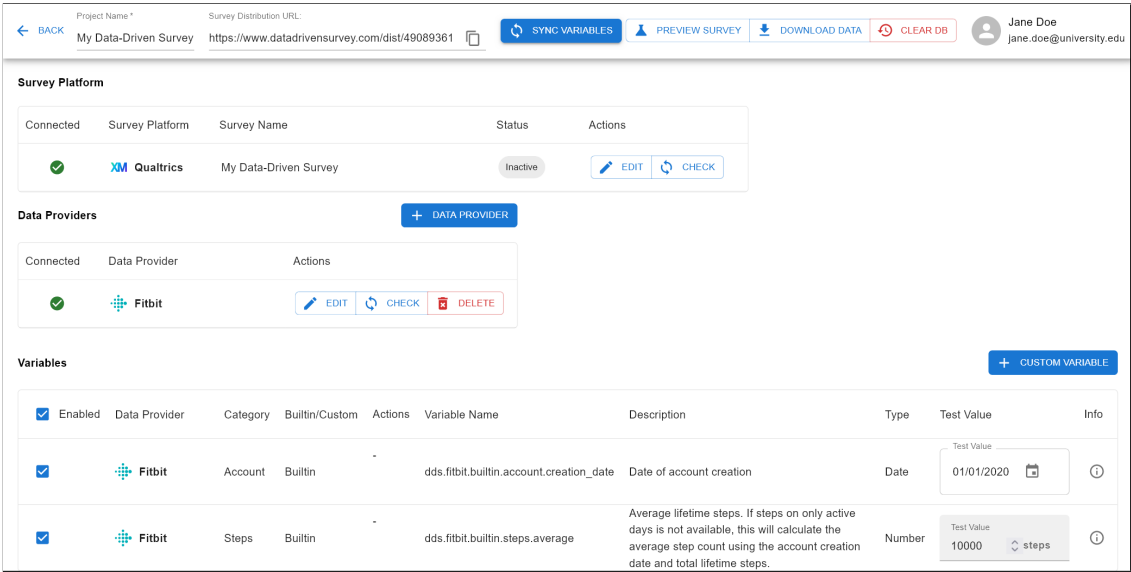 Project Name *
Survey Distribution URL:
BACK
My Data-Driven Survey
https://www.datadrivensurvey.com/dist/49089361
SYNC VARIABLES
PREVIEW SURVEY
DOWNLOAD DATA
CLEAR DB
Jane Doe
jane.doe@university.edu
Survey Platform
Connected Survey Platform Survey Name Status Actions
XM Qualtrics My Data-Driven Survey Inactive EDIT CHECK
Data Providers + DATA PROVIDER
Connected Data Provider Actions
Fitbit EDIT CHECK DELETE
Variables + CUSTOM VARIABLE
Enabled Data Provider Category Builtin/Custom Actions Variable Name Description Type Test Value Info
Test Value
Fitbit Account Builtin - dds.fitbit.builtin.account.creation_date Date of account creation Date 01/01/2020
Average lifetime steps. If steps on only active
days is not available, this will calculate the
average step count using the account creation
date and total lifetime steps.
Fitbit Steps Builtin - dds.fitbit.builtin.steps.average Number
Test Value
10000 steps